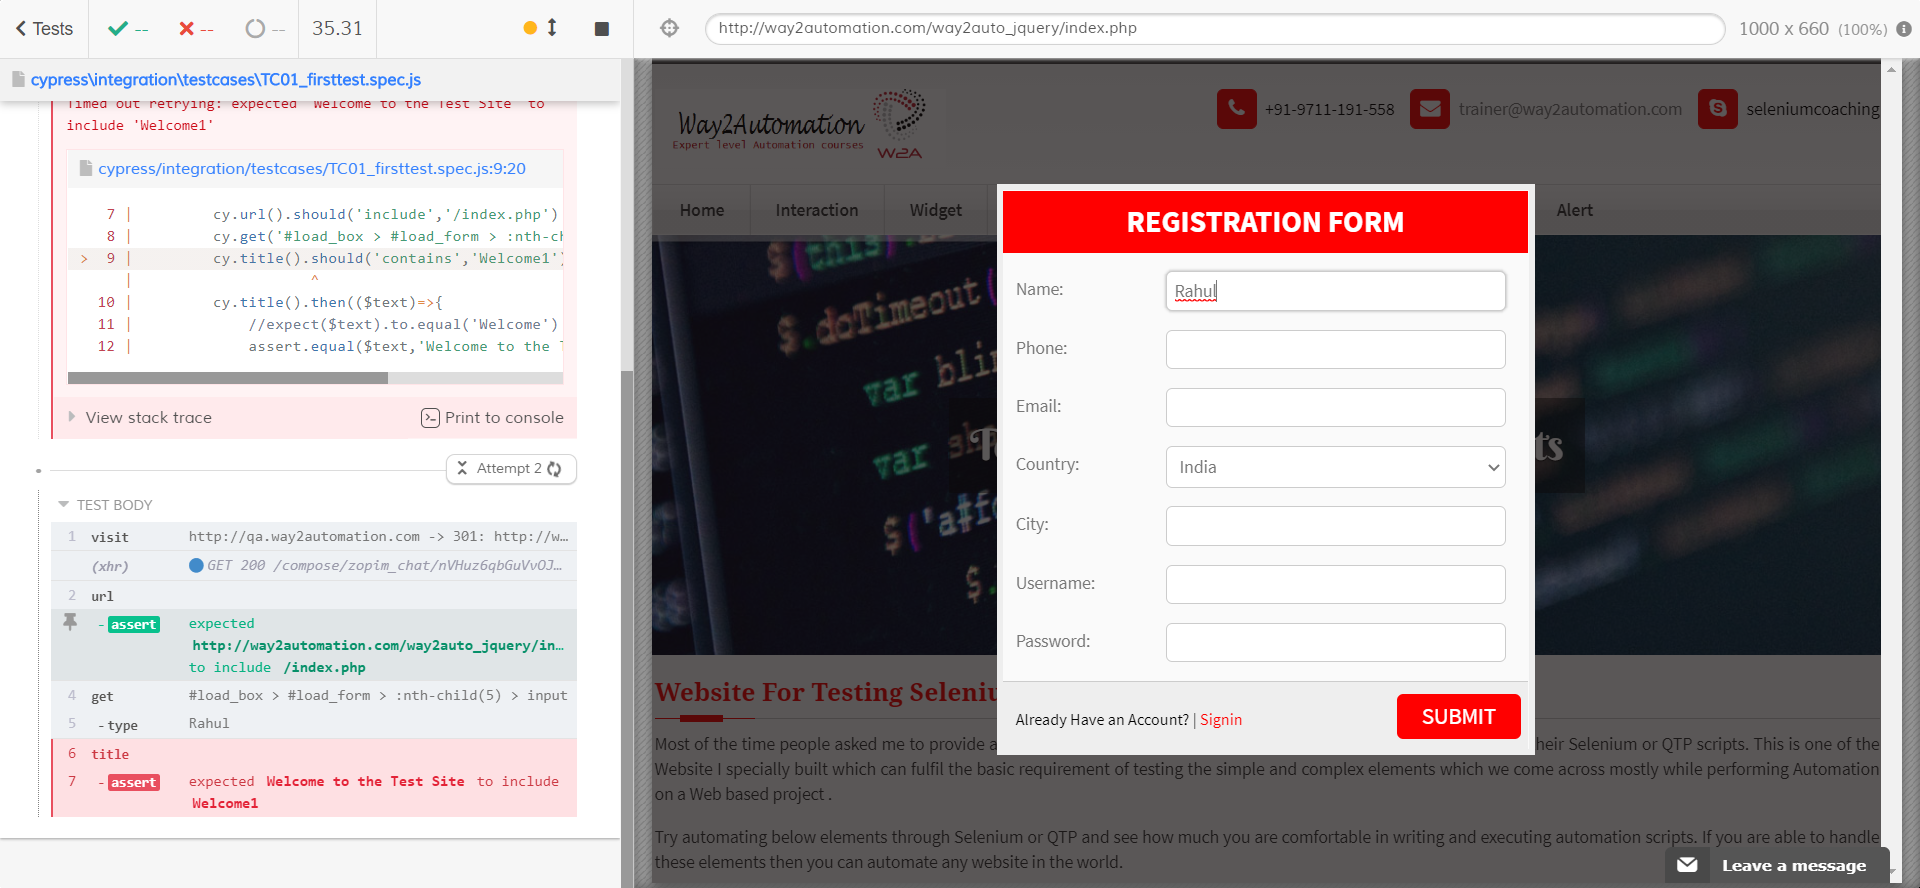 Tests
--
--
--
35.31
http://way2automation.com/way2auto_jquery/index.php
1000 x 660 (100%)
cypress\integration\testcases\TC01_firsttest.spec.js
Timed out retrying: expected 'Welcome to the Test Site' to
include 'Welcome1'
cypress/integration/testcases/TC01_firsttest.spec.js:9:20
7 | cy.url().should('include','/index.php')
8 | cy.get('#load_box > #load_form > :nth-ch
> 9 | cy.title().should('contains','Welcome1')
| ^
10 | cy.title().then(($text)=>{
11 | //expect($text).to.equal('Welcome')
12 | assert.equal($text,'Welcome to the T
View stack trace
Print to console
Attempt 2
TEST BODY
1 visit http://qa.way2automation.com -> 301: http://w…
(xhr) GET 200 /compose/zopim_chat/nVHuz6qbGuVvOJ…
2 url
- assert expected
http://way2automation.com/way2auto_jquery/in…
to include /index.php
4 get #load_box > #load_form > :nth-child(5) > input
5 - type Rahul
6 title
7 - assert expected Welcome to the Test Site to include
Welcome1
Way2Automation
Expert level Automation courses
W2A
+91-9711-191-558
trainer@way2automation.com
seleniumcoaching
Home
Interaction
Widget
Alert
$(this)
$.doTimeout(
var
var
$('#
$.
ts
REGISTRATION FORM
Name: Rahul
Phone:
Email:
Country: India
City:
Username:
Password:
Already Have an Account? | Signin
SUBMIT
Website For Testing Seleniu
Most of the time people asked me to provide a
heir Selenium or QTP scripts. This is one of the
Website I specially built which can fulfil the basic requirement of testing the simple and complex elements which we come across mostly while performing Automation
on a Web based project .
Try automating below elements through Selenium or QTP and see how much you are comfortable in writing and executing automation scripts. If you are able to handle
these elements then you can automate any website in the world.
Leave a message